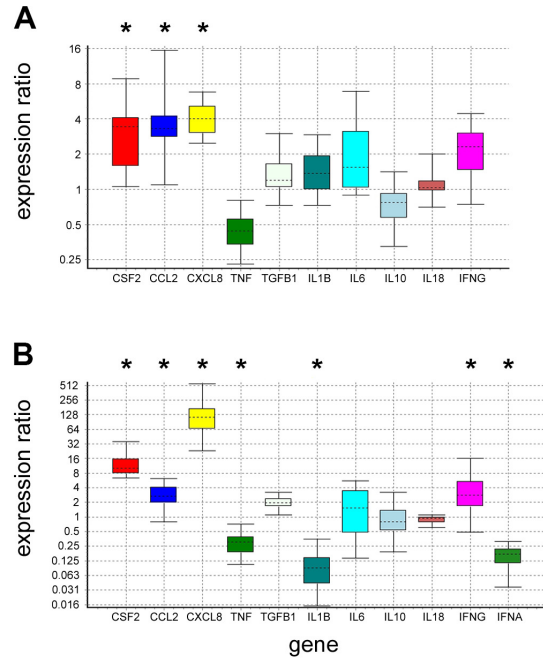 A
* * *
expression ratio
16
8
4
2
1
0.5
0.25
CSF2 CCL2 CXCL8 TNF TGFB1 IL1B IL6 IL10 IL18 IFNG
B
* * * * * * *
expression ratio
512
256
128
64
32
16
8
4
2
1
0.5
0.25
0.125
0.063
0.031
0.016
CSF2 CCL2 CXCL8 TNF TGFB1 IL1B IL6 IL10 IL18 IFNG IFNA
gene